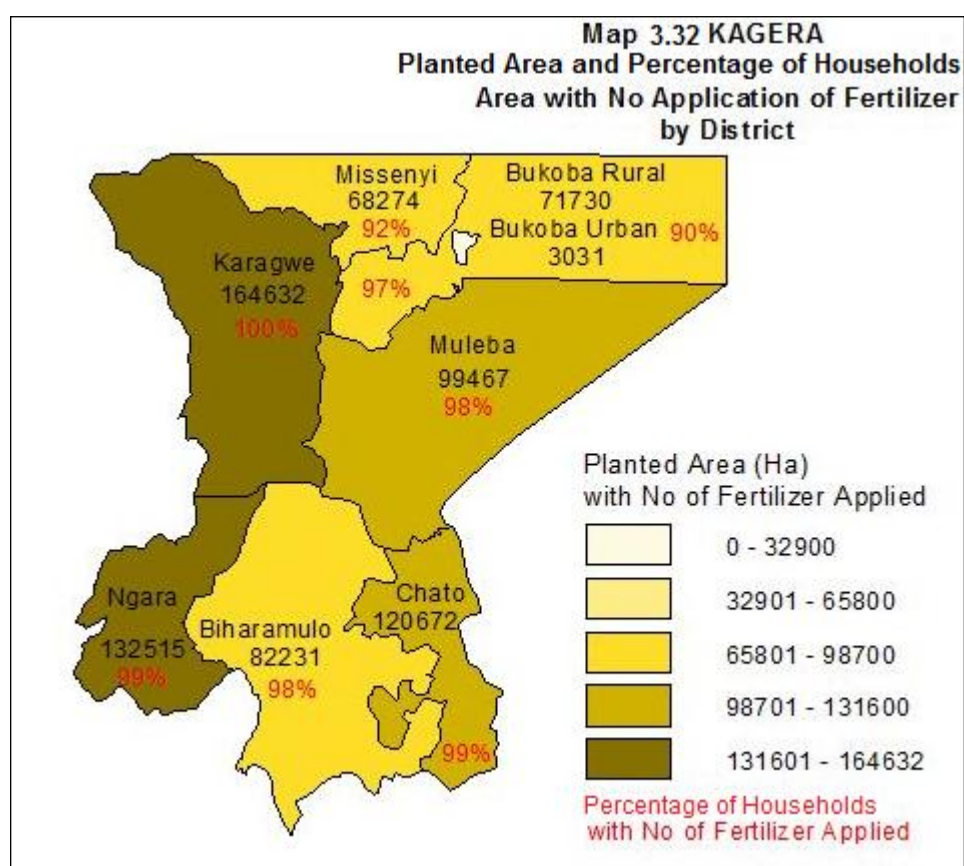 Map 3.32 KAGERA
Planted Area and Percentage of Households
Area with No Application of Fertilizer
by District
Missenyi
68274
92%
Bukoba Rural
71730
Bukoba Urban
3031
90%
97%
Karagwe
164632
100%
Muleba
99467
98%
Ngara
132515
99%
Biharamulo
82231
98%
Chato
120672
99%
Planted Area (Ha)
with No of Fertilizer Applied
0 - 32900
32901 - 65800
65801 - 98700
98701 - 131600
131601 - 164632
Percentage of Households
with No of Fertilizer Applied